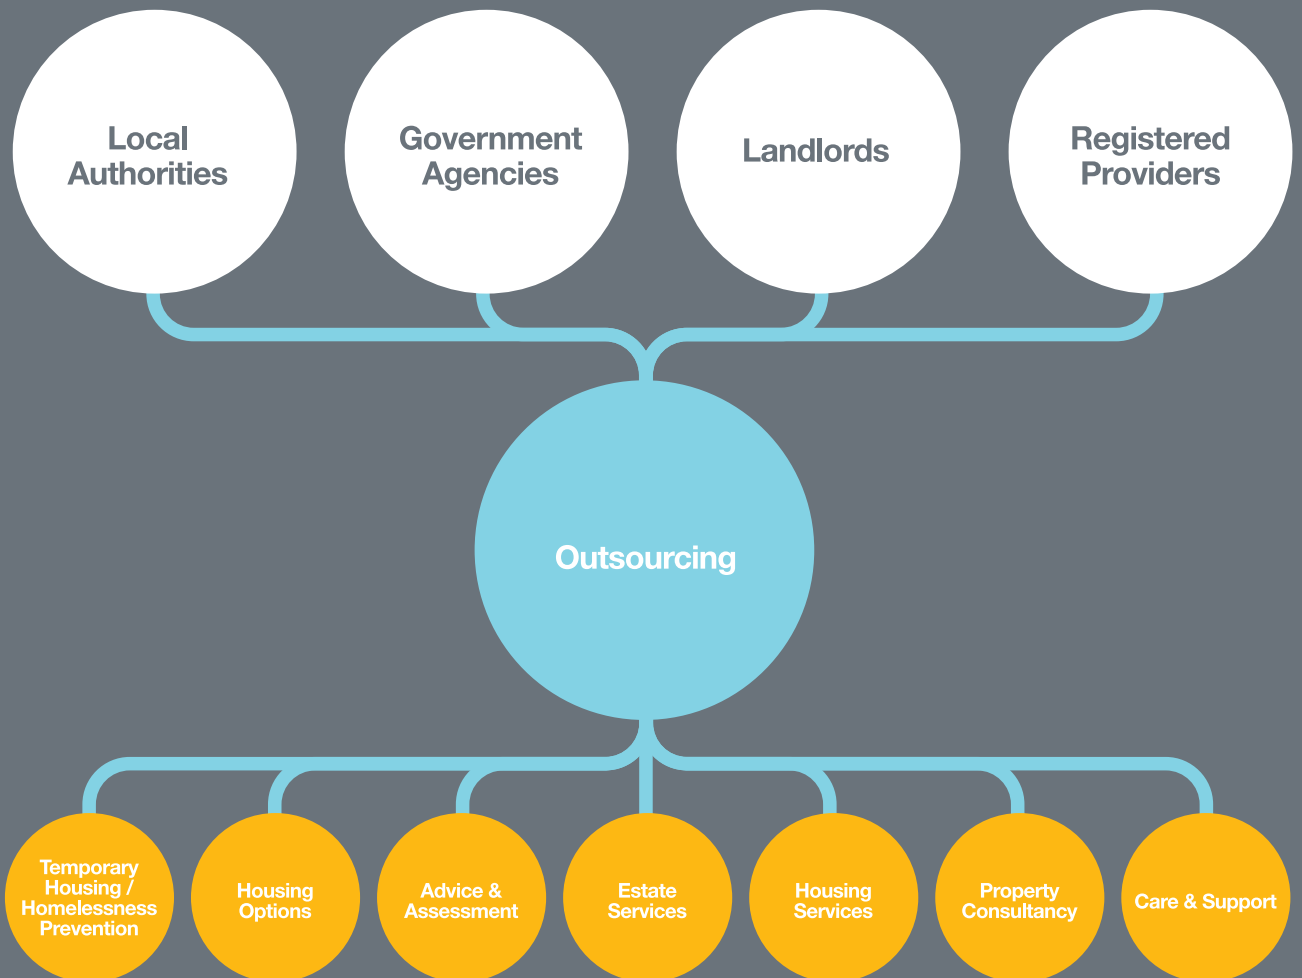 Local
Authorities
Government
Agencies
Landlords
Registered
Providers
Outsourcing
Temporary
Housing /
Homelessness
Prevention
Housing
Options
Advice &
Assessment
Estate
Services
Housing
Services
Property
Consultancy
Care & Support